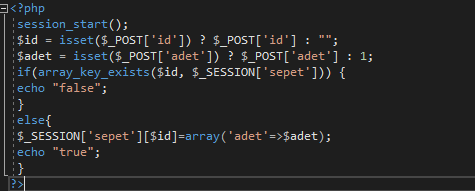 <?php
session_start();
$id = isset($_POST['id']) ? $_POST['id'] : "";
$adet = isset($_POST['adet']) ? $_POST['adet'] : 1;
if(array_key_exists($id, $_SESSION['sepet'])) {
echo "false";
}
else{
$_SESSION['sepet'][$id]=array('adet'=>$adet);
echo "true";
}
?>